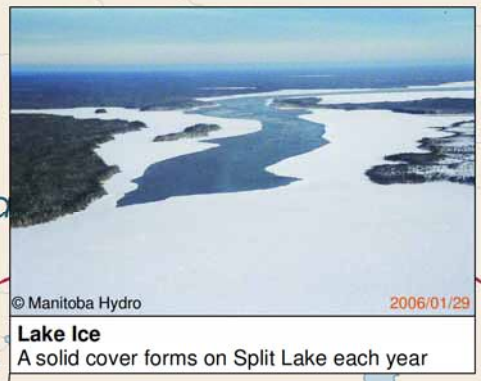 © Manitoba Hydro 2006/01/29
Lake Ice
A solid cover forms on Split Lake each year